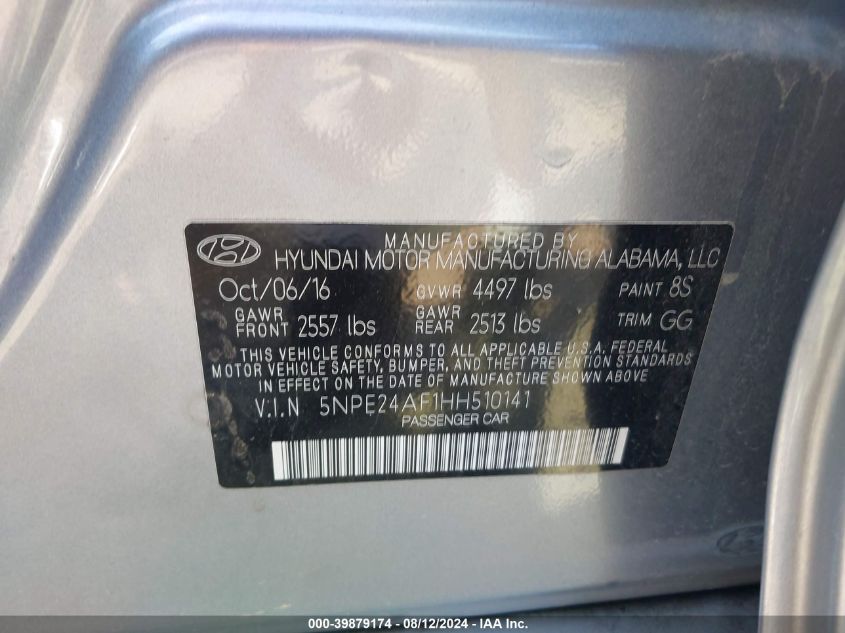 MANUFACTURED BY
HYUNDAI MOTOR MANUFACTURING ALABAMA, LLC
Oct/06/16 GVWR 4497 lbs PAINT 8S
GAWR FRONT 2557 lbs GAWR REAR 2513 lbs TRIM GG
THIS VEHICLE CONFORMS TO ALL APPLICABLE U.S.A. FEDERAL
MOTOR VEHICLE SAFETY, BUMPER, AND THEFT PREVENTION STANDARDS
IN EFFECT ON THE DATE OF MANUFACTURE SHOWN ABOVE
V.I.N 5NPE24AF1HH510141
PASSENGER CAR
000-39879174 - 08/12/2024 - IAA Inc.